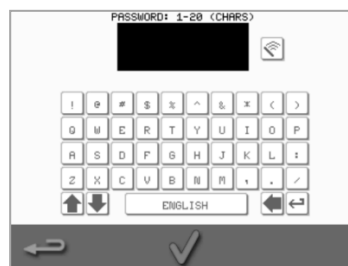 PASSWORD: 1-20 (CHARS)
! @ # $ % ^ & * ( )
Q W E R T Y U I O P
A S D F G H J K L :
Z X C V B N M , . /
ENGLISH